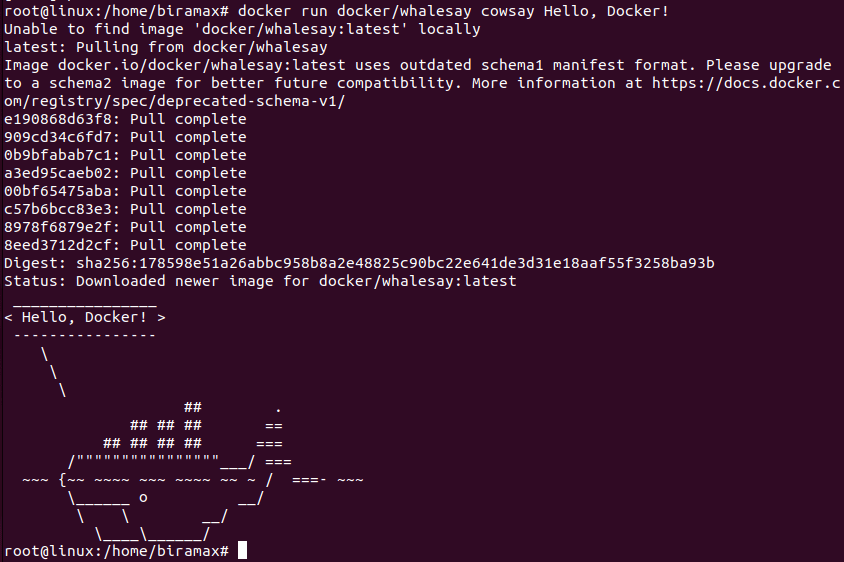 root@linux:/home/biramax# docker run docker/whalesay cowsay Hello, Docker!
Unable to find image 'docker/whalesay:latest' locally
latest: Pulling from docker/whalesay
Image docker.io/docker/whalesay:latest uses outdated schema1 manifest format. Please upgrade
to a schema2 image for better future compatibility. More information at https://docs.docker.c
om/registry/spec/deprecated-schema-v1/
e190868d63f8: Pull complete
909cd34c6fd7: Pull complete
0b9bfabab7c1: Pull complete
a3ed95caeb02: Pull complete
00bf65475aba: Pull complete
c57b6bcc83e3: Pull complete
8978f6879e2f: Pull complete
8eed3712d2cf: Pull complete
Digest: sha256:178598e51a26abbc958b8a2e48825c90bc22e641de3d31e18aaf55f3258ba93b
Status: Downloaded newer image for docker/whalesay:latest
 ________________
< Hello, Docker! >
 ----------------
    \
     \
      \
                    ##        .
              ## ## ##       ==
           ## ## ## ##      ===
       /""""""""""""""""___/ ===
  ~~~ {~~ ~~~~ ~~~ ~~~~ ~~ ~ /  ===- ~~~
       \______ o          __/
        \    \        __/
          \____\______/
root@linux:/home/biramax#